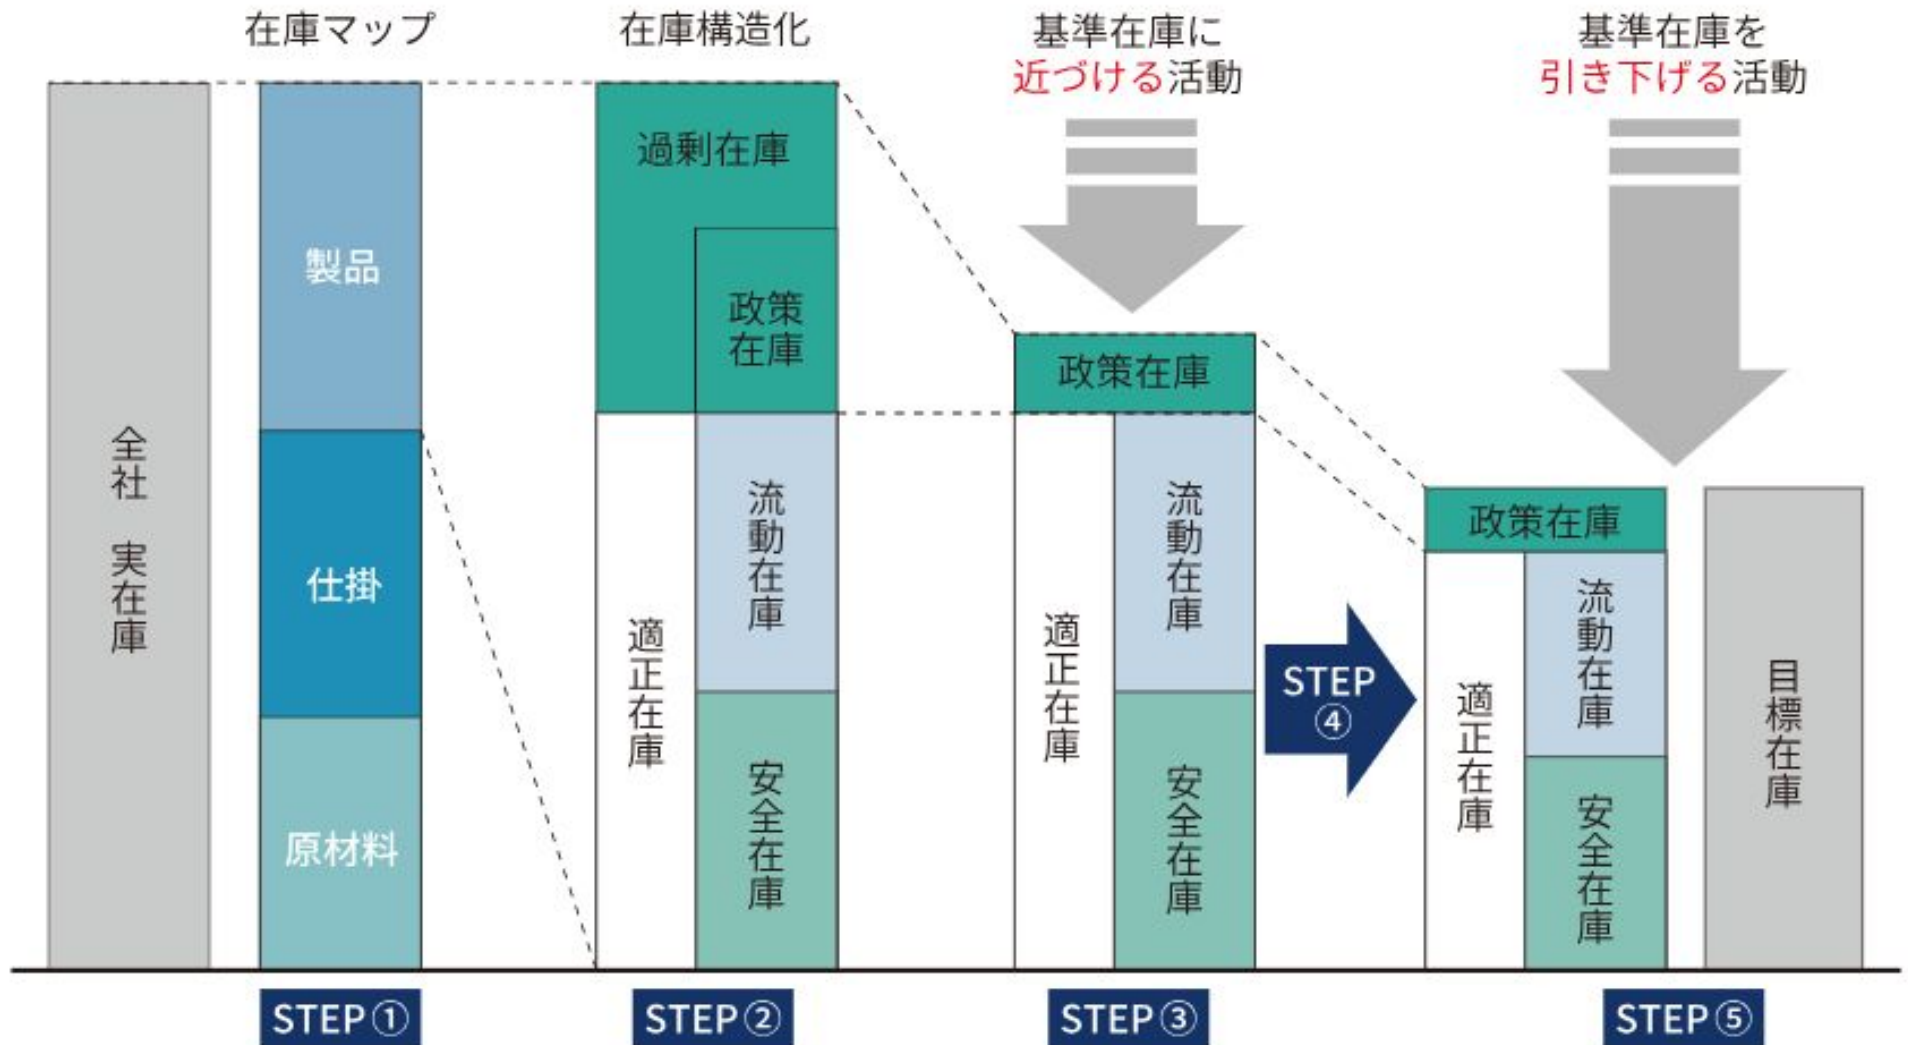 在庫マップ
在庫構造化
基準在庫に
近づける活動
基準在庫を
引き下げる活動
全社 実在庫
製品
仕掛
原材料
過剰在庫
政策
在庫
適正在庫
流動在庫
安全在庫
政策在庫
適正在庫
流動在庫
安全在庫
STEP
④
政策在庫
適正在庫
流動在庫
安全在庫
目標在庫
STEP①
STEP②
STEP③
STEP⑤